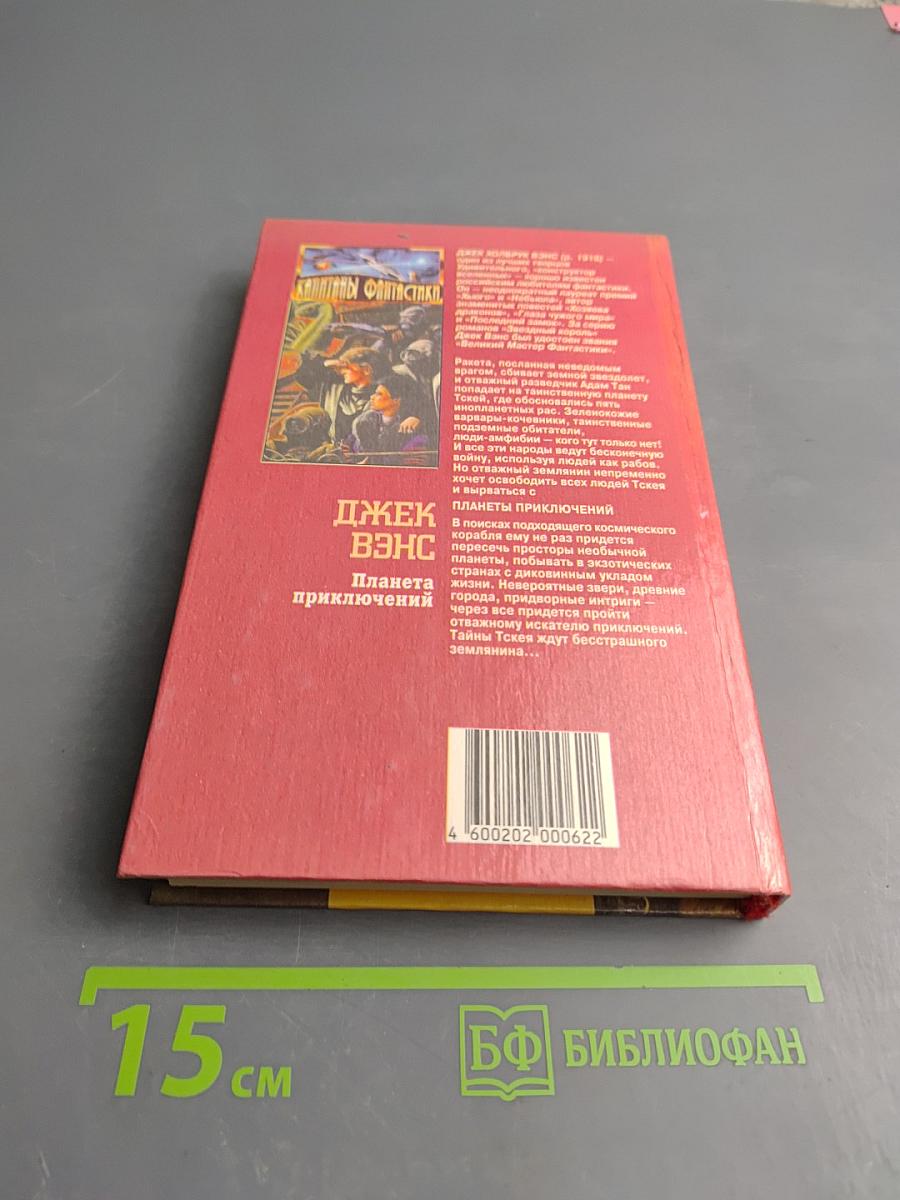 КАПИТАНЫ ФАНТАСТИКИ
ДЖЕК
ВЭНС
Планета
приключений
ДЖЕК ХОЛБРУК ВЭНС (р. 1916) —
один из лучших творцов
Удивительного, «конструктор
вселенных» — хорошо известен
российским любителям фантастики.
Он — неоднократный лауреат премий
«Хьюго» и «Небьюла», автор
знаменитых повестей «Хозяева
драконов», «Глаза чужого мира»
и «Последний замок». За серию
романов «Звездный король»
Джек Вэнс был удостоен звания
«Великий Мастер Фантастики».
Ракета, посланная неведомым
врагом, сбивает земной звездолет,
и отважный разведчик Адам Тан
попадает на таинственную планету
Тскей, где обосновались пять
инопланетных рас. Зеленокожие
варвары-кочевники, таинственные
подземные обитатели,
люди-амфибии — кого тут только нет!
И все эти народы ведут бесконечную
войну, используя людей как рабов.
Но отважный землянин непременно
хочет освободить всех людей Тскея
и вырваться с
ПЛАНЕТЫ ПРИКЛЮЧЕНИЙ
В поисках подходящего космического
корабля ему не раз придется
пересечь просторы необычной
планеты, побывать в экзотических
странах с диковинным укладом
жизни. Невероятные звери, древние
города, придворные интриги —
через все придется пройти
отважному искателю приключений.
Тайны Тскея ждут бесстрашного
землянина...
4 600202 000622
15 см
БФ БИБЛИОФАН